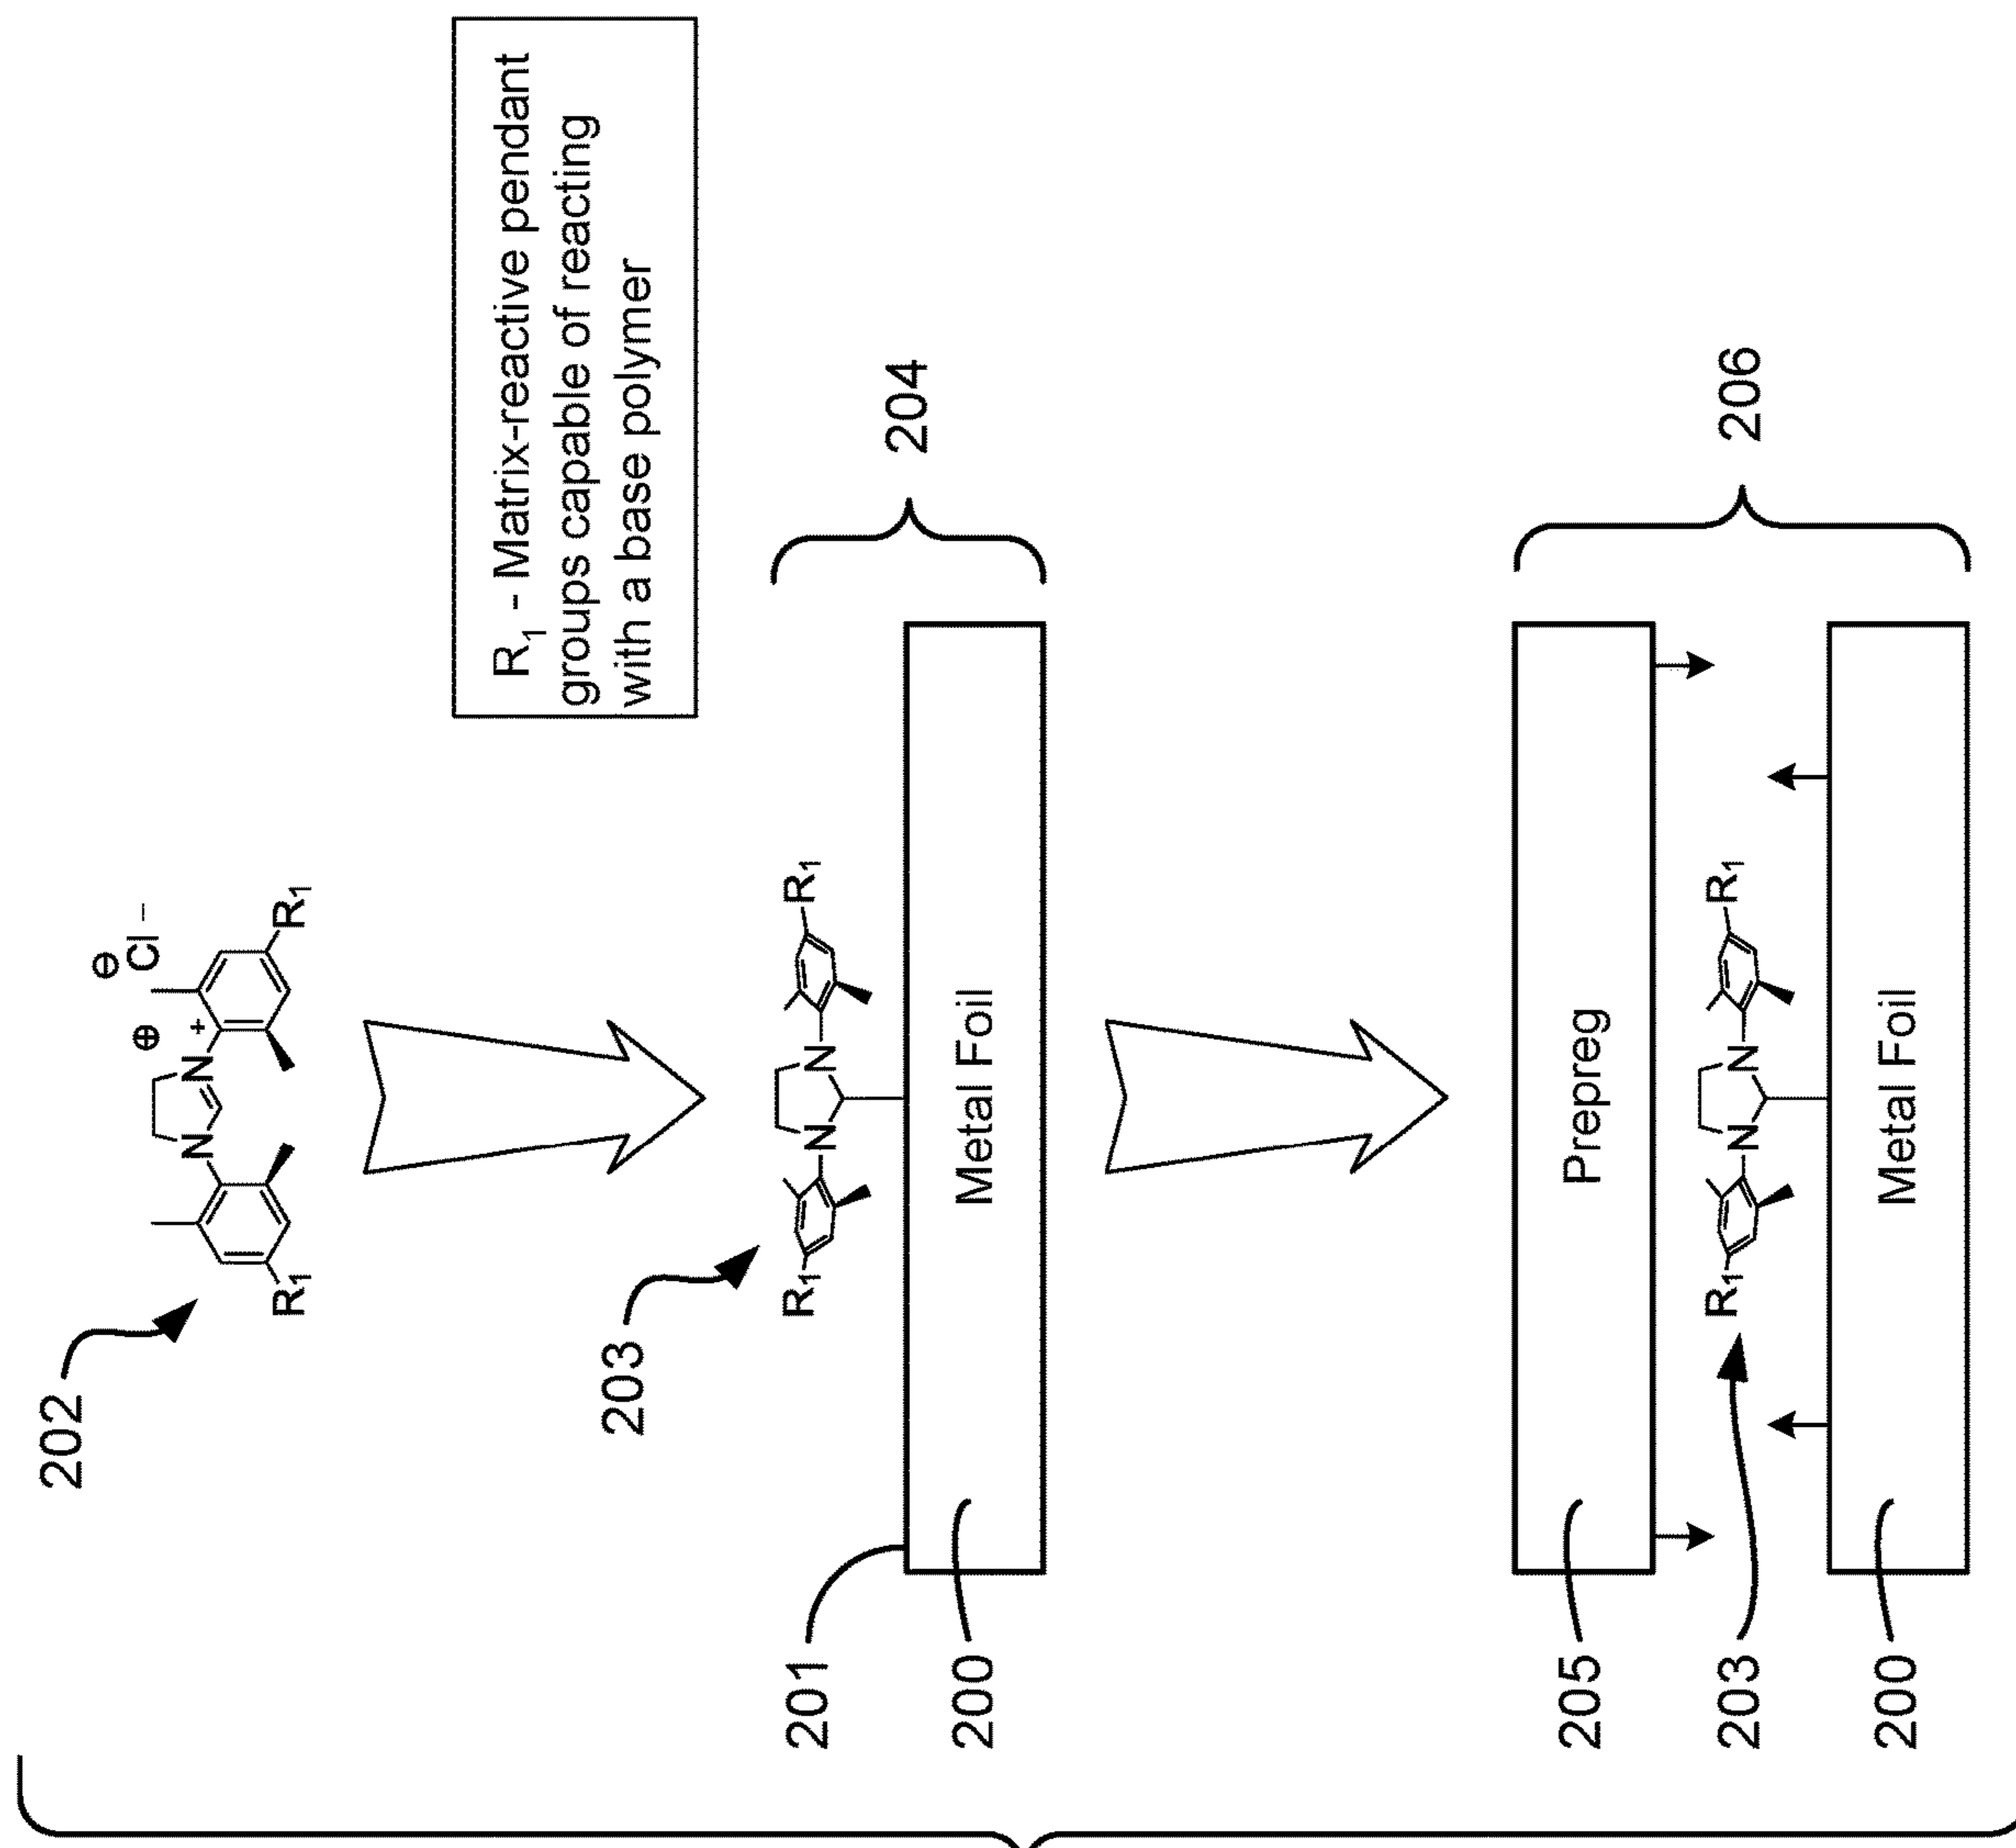 202
N
N
+
⊕
⊖
Cl −
R1
R1
R1 - Matrix-reactive pendant
groups capable of reacting
with a base polymer
203
R1
N
N
R1
201
200
Metal Foil
204
205
Prepreg
203
R1
N
N
R1
200
Metal Foil
206